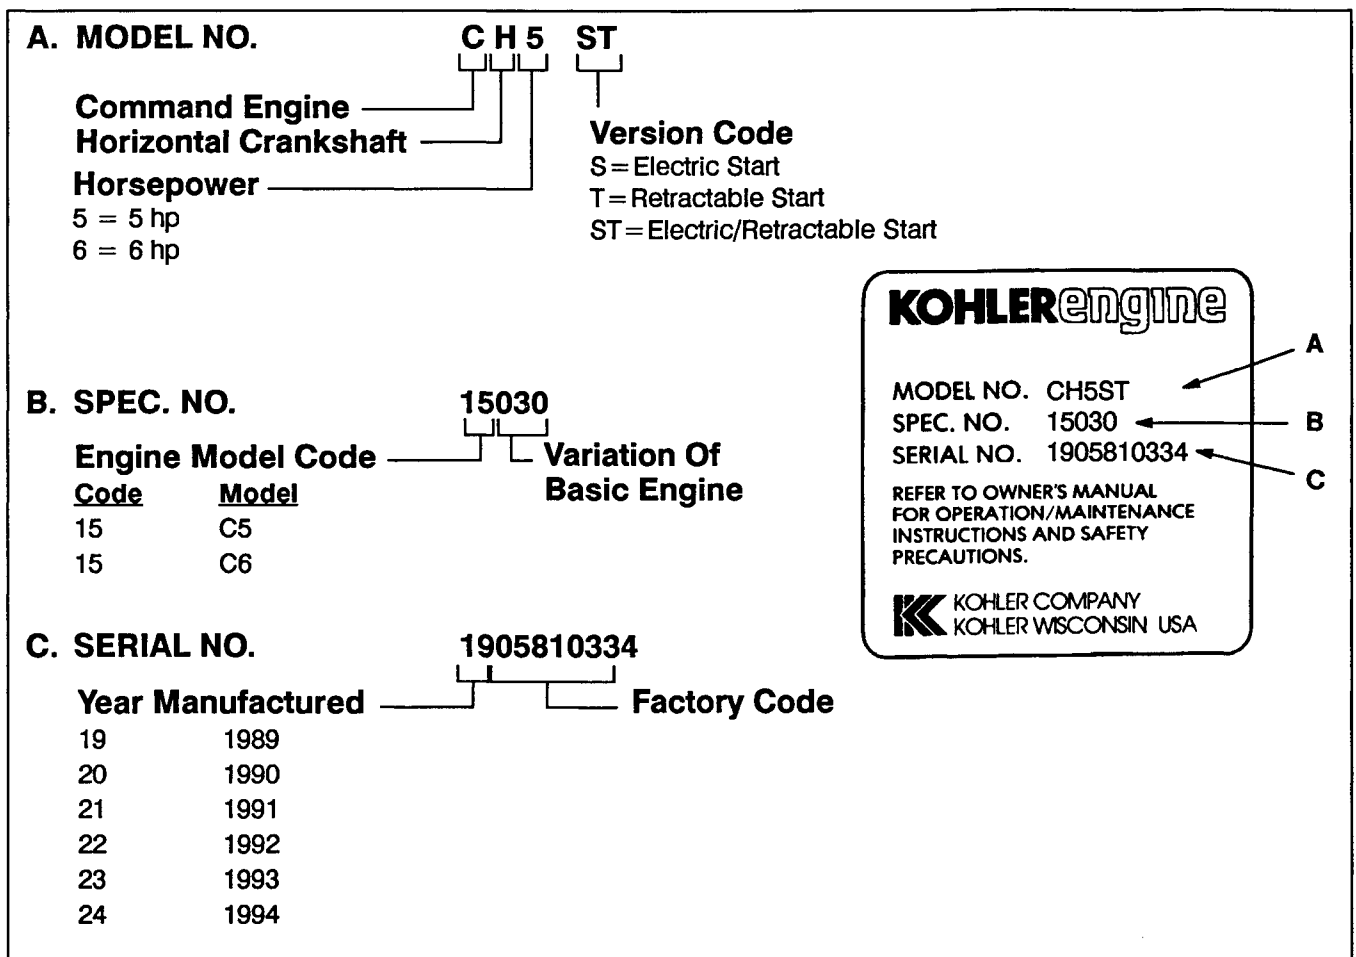 A. MODEL NO. C H 5 ST
Command Engine
Horizontal Crankshaft
Horsepower
5 = 5 hp
6 = 6 hp
Version Code
S=Electric Start
T=Retractable Start
ST=Electric/Retractable Start
B. SPEC. NO. 15030
Engine Model Code
Variation Of
Basic Engine
Code Model
15 C5
15 C6
C. SERIAL NO. 1905810334
Year Manufactured
Factory Code
19 1989
20 1990
21 1991
22 1992
23 1993
24 1994
KOHLERengine
MODEL NO. CH5ST
SPEC. NO. 15030
SERIAL NO. 1905810334
REFER TO OWNER'S MANUAL
FOR OPERATION/MAINTENANCE
INSTRUCTIONS AND SAFETY
PRECAUTIONS.
KOHLER COMPANY
KOHLER WISCONSIN USA
A
B
C